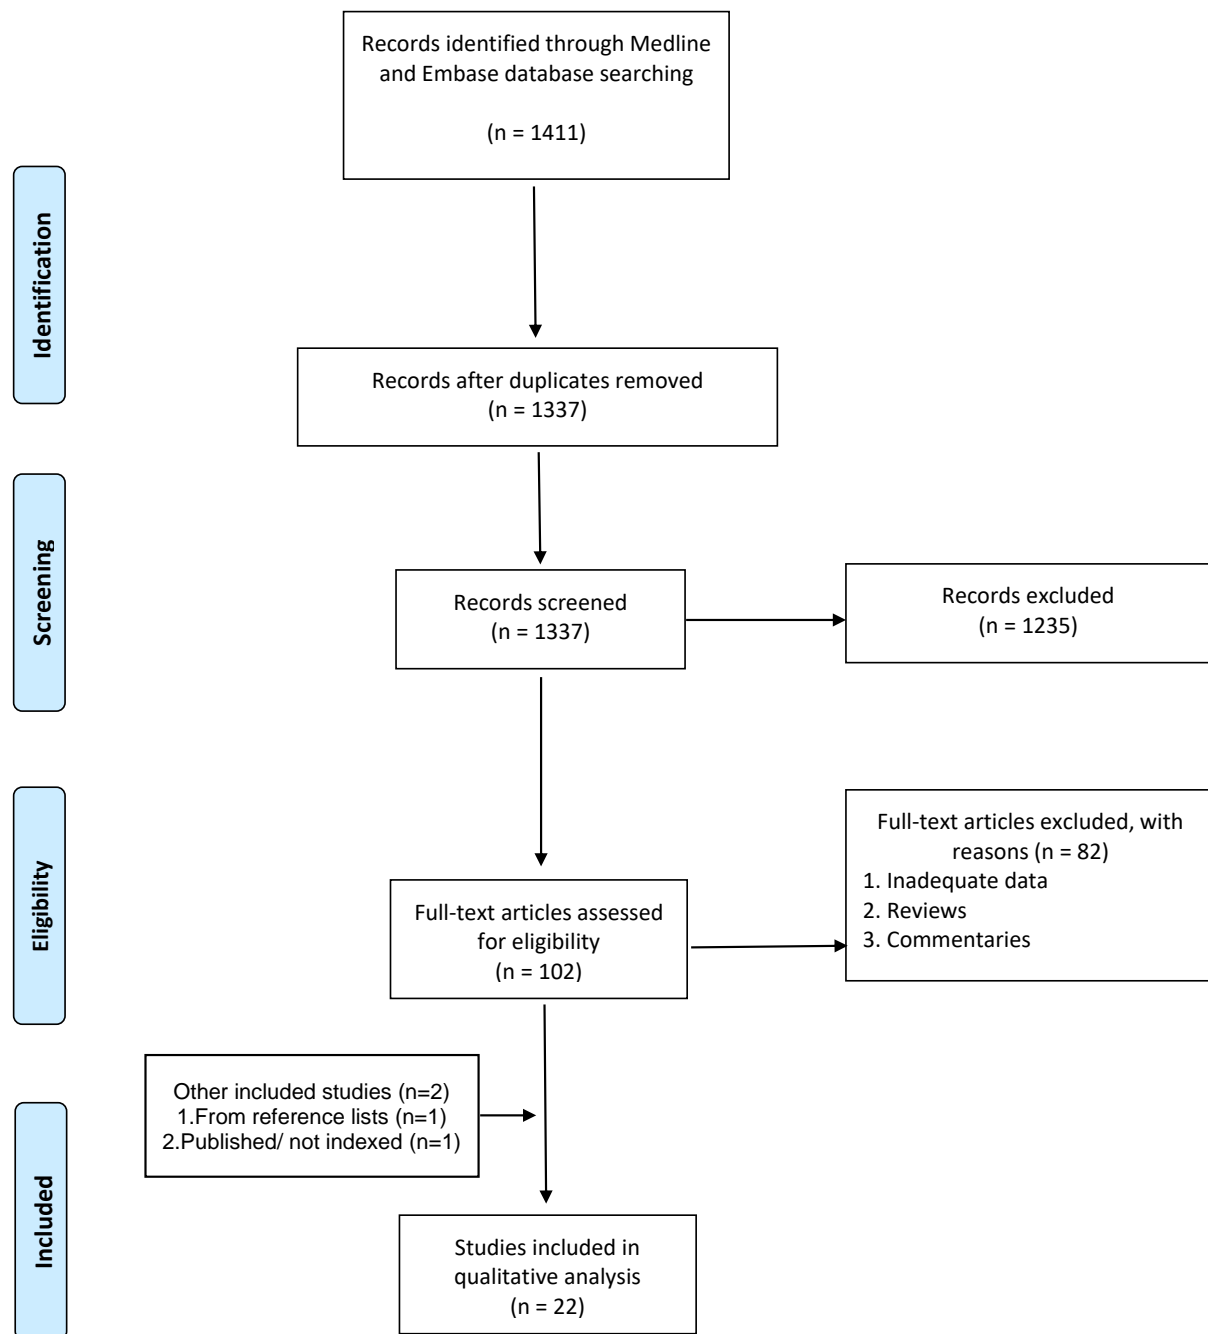 Records identified through Medline
and Embase database searching
(n = 1411)
Identification
Records after duplicates removed
(n = 1337)
Screening
Records screened
(n = 1337)
Records excluded
(n = 1235)
Eligibility
Full-text articles assessed
for eligibility
(n = 102)
Full-text articles excluded, with
reasons (n = 82)
1. Inadequate data
2. Reviews
3. Commentaries
Other included studies (n=2)
1.From reference lists (n=1)
2.Published/ not indexed (n=1)
Included
Studies included in
qualitative analysis
(n = 22)